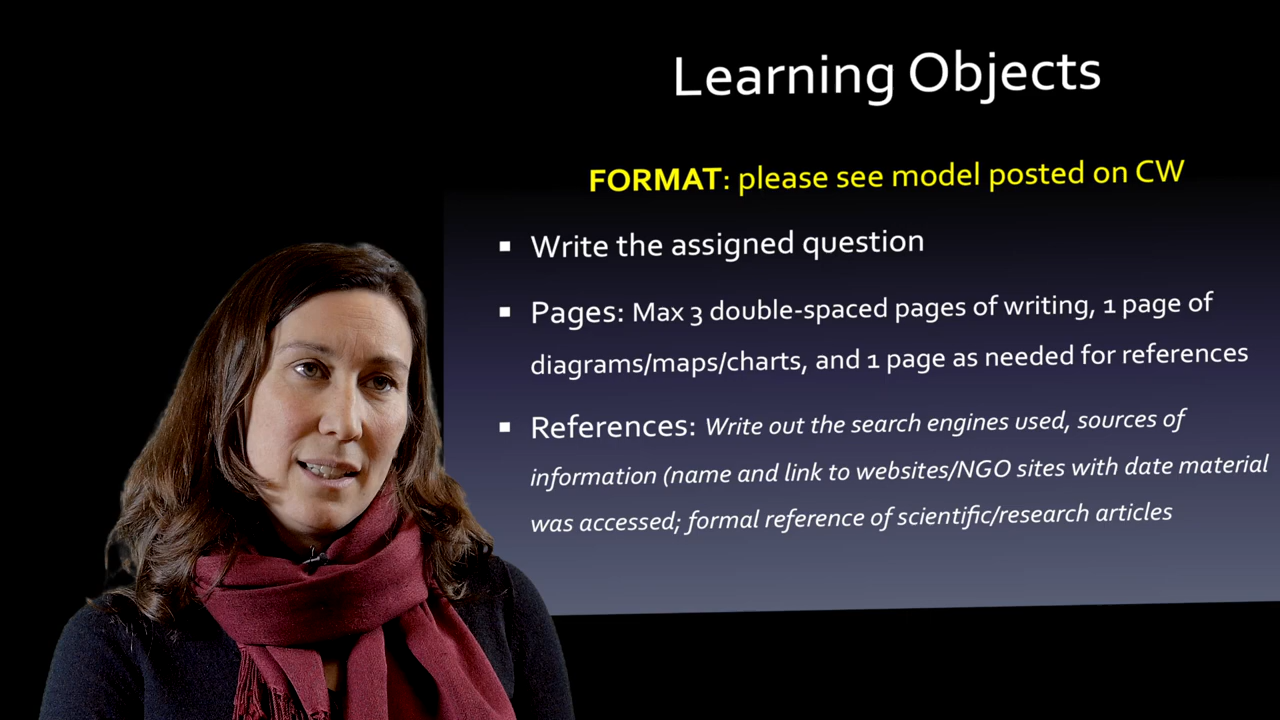 Learning Objects
FORMAT: please see model posted on CW
▪ Write the assigned question
▪ Pages: Max 3 double-spaced pages of writing, 1 page of
diagrams/maps/charts, and 1 page as needed for references
▪ References: Write out the search engines used, sources of
information (name and link to websites/NGO sites with date material
was accessed; formal reference of scientific/research articles